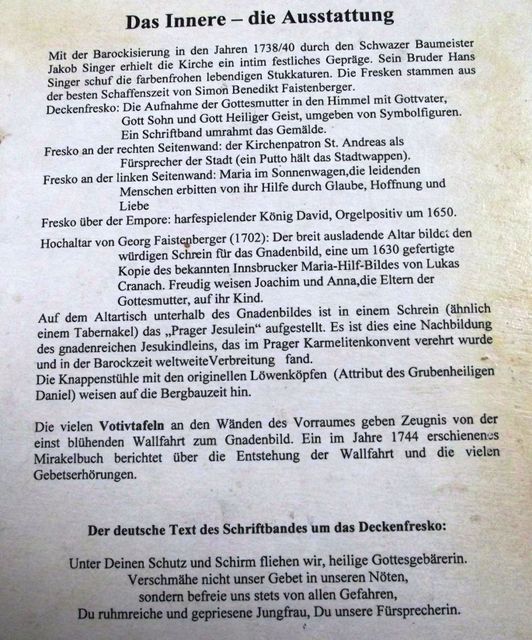 Das Innere – die Ausstattung
Mit der Barockisierung in den Jahren 1738/40 durch den Schwazer Baumeister
Jakob Singer erhielt die Kirche ein intim festliches Gepräge. Sein Bruder Hans
Singer schuf die farbenfrohen lebendigen Stukkaturen. Die Fresken stammen aus
der besten Schaffenszeit von Simon Benedikt Faistenberger.
Deckenfresko: Die Aufnahme der Gottesmutter in den Himmel mit Gottvater,
Gott Sohn und Gott Heiliger Geist, umgeben von Symbolfiguren.
Ein Schriftband umrahmt das Gemälde.
Fresko an der rechten Seitenwand: der Kirchenpatron St. Andreas als
Fürsprecher der Stadt (ein Putto hält das Stadtwappen).
Fresko an der linken Seitenwand: Maria im Sonnenwagen,die leidenden
Menschen erbitten von ihr Hilfe durch Glaube, Hoffnung und
Liebe
Fresko über der Empore: harfespielender König David, Orgelpositiv um 1650.
Hochaltar von Georg Faistenberger (1702): Der breit ausladende Altar bildet den
würdigen Schrein für das Gnadenbild, eine um 1630 gefertigte
Kopie des bekannten Innsbrucker Maria-Hilf-Bildes von Lukas
Cranach. Freudig weisen Joachim und Anna,die Eltern der
Gottesmutter, auf ihr Kind.
Auf dem Altartisch unterhalb des Gnadenbildes ist in einem Schrein (ähnlich
einem Tabernakel) das „Prager Jesulein“ aufgestellt. Es ist dies eine Nachbildung
des gnadenreichen Jesukindleins, das im Prager Karmelitenkonvent verehrt wurde
und in der Barockzeit weltweiteVerbreitung fand.
Die Knappenstühle mit den originellen Löwenköpfen (Attribut des Grubenheiligen
Daniel) weisen auf die Bergbauzeit hin.
Die vielen Votivtafeln an den Wänden des Vorraumes geben Zeugnis von der
einst blühenden Wallfahrt zum Gnadenbild. Ein im Jahre 1744 erschienenes
Mirakelbuch berichtet über die Entstehung der Wallfahrt und die vielen
Gebetserhörungen.
Der deutsche Text des Schriftbandes um das Deckenfresko:
Unter Deinen Schutz und Schirm fliehen wir, heilige Gottesgebärerin.
Verschmähe nicht unser Gebet in unseren Nöten,
sondern befreie uns stets von allen Gefahren,
Du ruhmreiche und gepriesene Jungfrau, Du unsere Fürsprecherin.